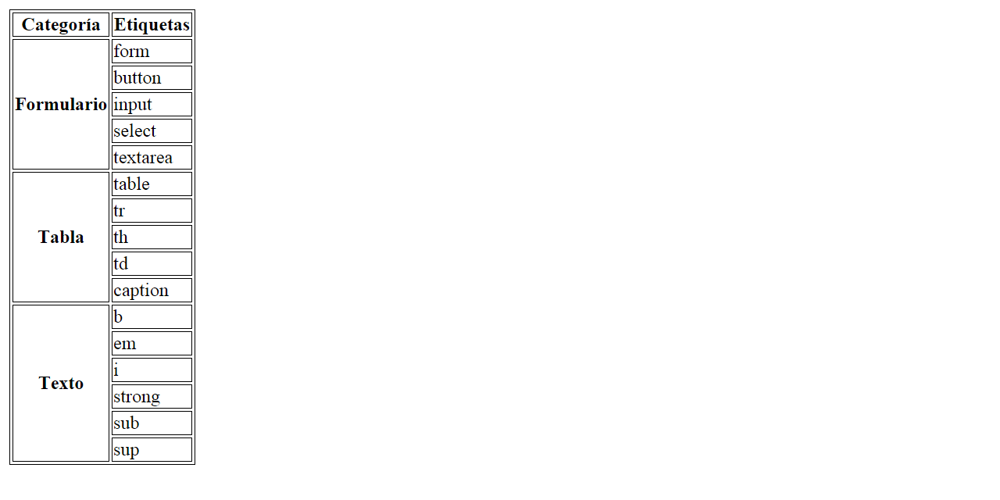 Categoría Etiquetas
Formulario form
button
input
select
textarea
Tabla table
tr
th
td
caption
Texto b
em
i
strong
sub
sup